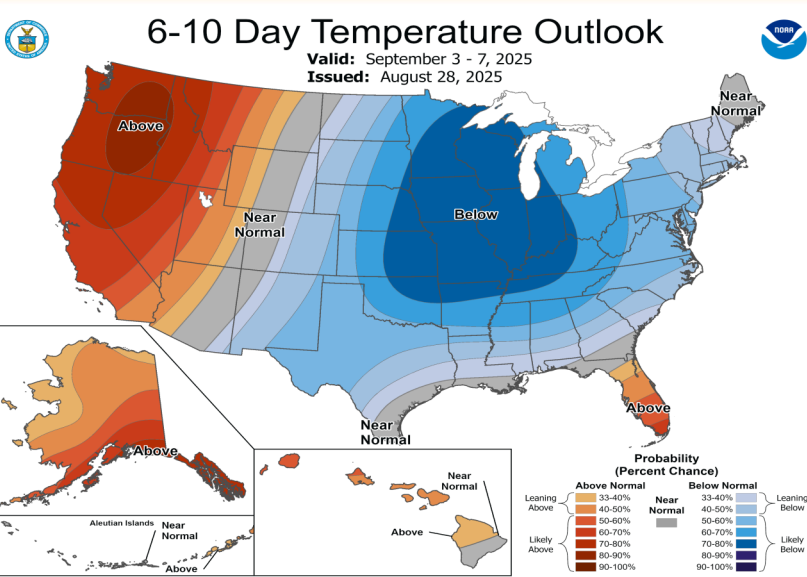 6-10 Day Temperature Outlook
Valid: September 3 - 7, 2025
Issued: August 28, 2025
NOAA
Near
Normal
Above
Below
Near
Normal
Near
Normal
Above
Above
Aleutian Islands
Near
Normal
Above
Near
Normal
Above
Probability
(Percent Chance)
Above Normal
Below Normal
Leaning
Above
33-40%
40-50%
Likely
Above
50-60%
60-70%
70-80%
80-90%
90-100%
Near
Normal
33-40%
40-50%
Leaning
Below
50-60%
60-70%
70-80%
80-90%
90-100%
Likely
Below